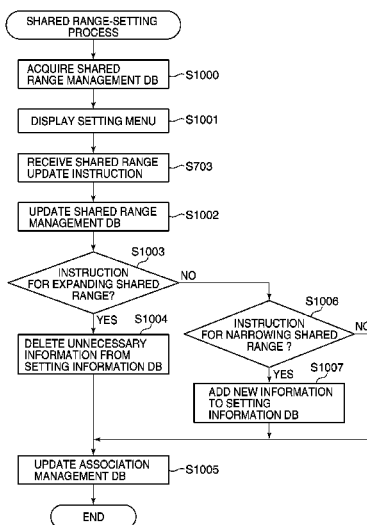 SHARED RANGE-SETTING
PROCESS
ACQUIRE SHARED
RANGE MANAGEMENT DB
S1000
DISPLAY SETTING MENU
S1001
RECEIVE SHARED RANGE
UPDATE INSTRUCTION
S703
UPDATE SHARED RANGE
MANAGEMENT DB
S1002
S1003
INSTRUCTION
FOR EXPANDING SHARED
RANGE?
NO
YES
S1004
DELETE UNNECESSARY
INFORMATION FROM
SETTING INFORMATION DB
S1006
INSTRUCTION
FOR NARROWING SHARED
RANGE ?
NO
YES
S1007
ADD NEW INFORMATION
TO SETTING
INFORMATION DB
UPDATE ASSOCIATION
MANAGEMENT DB
S1005
END